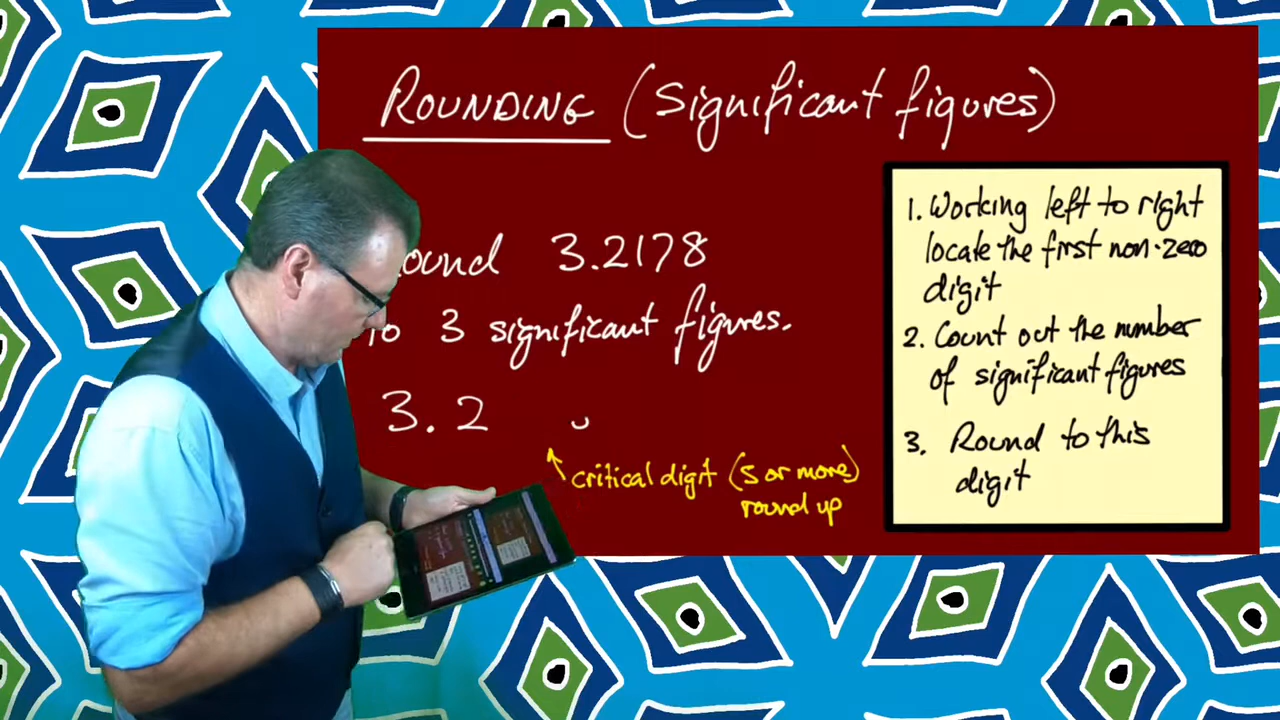 ROUNDING (Significant figures)
ound 3.2178
to 3 significant figures.
3.2
critical digit (5 or more)
round up
1. Working left to right
locate the first non-zero
digit
2. Count out the number
of significant figures
3. Round to this
digit